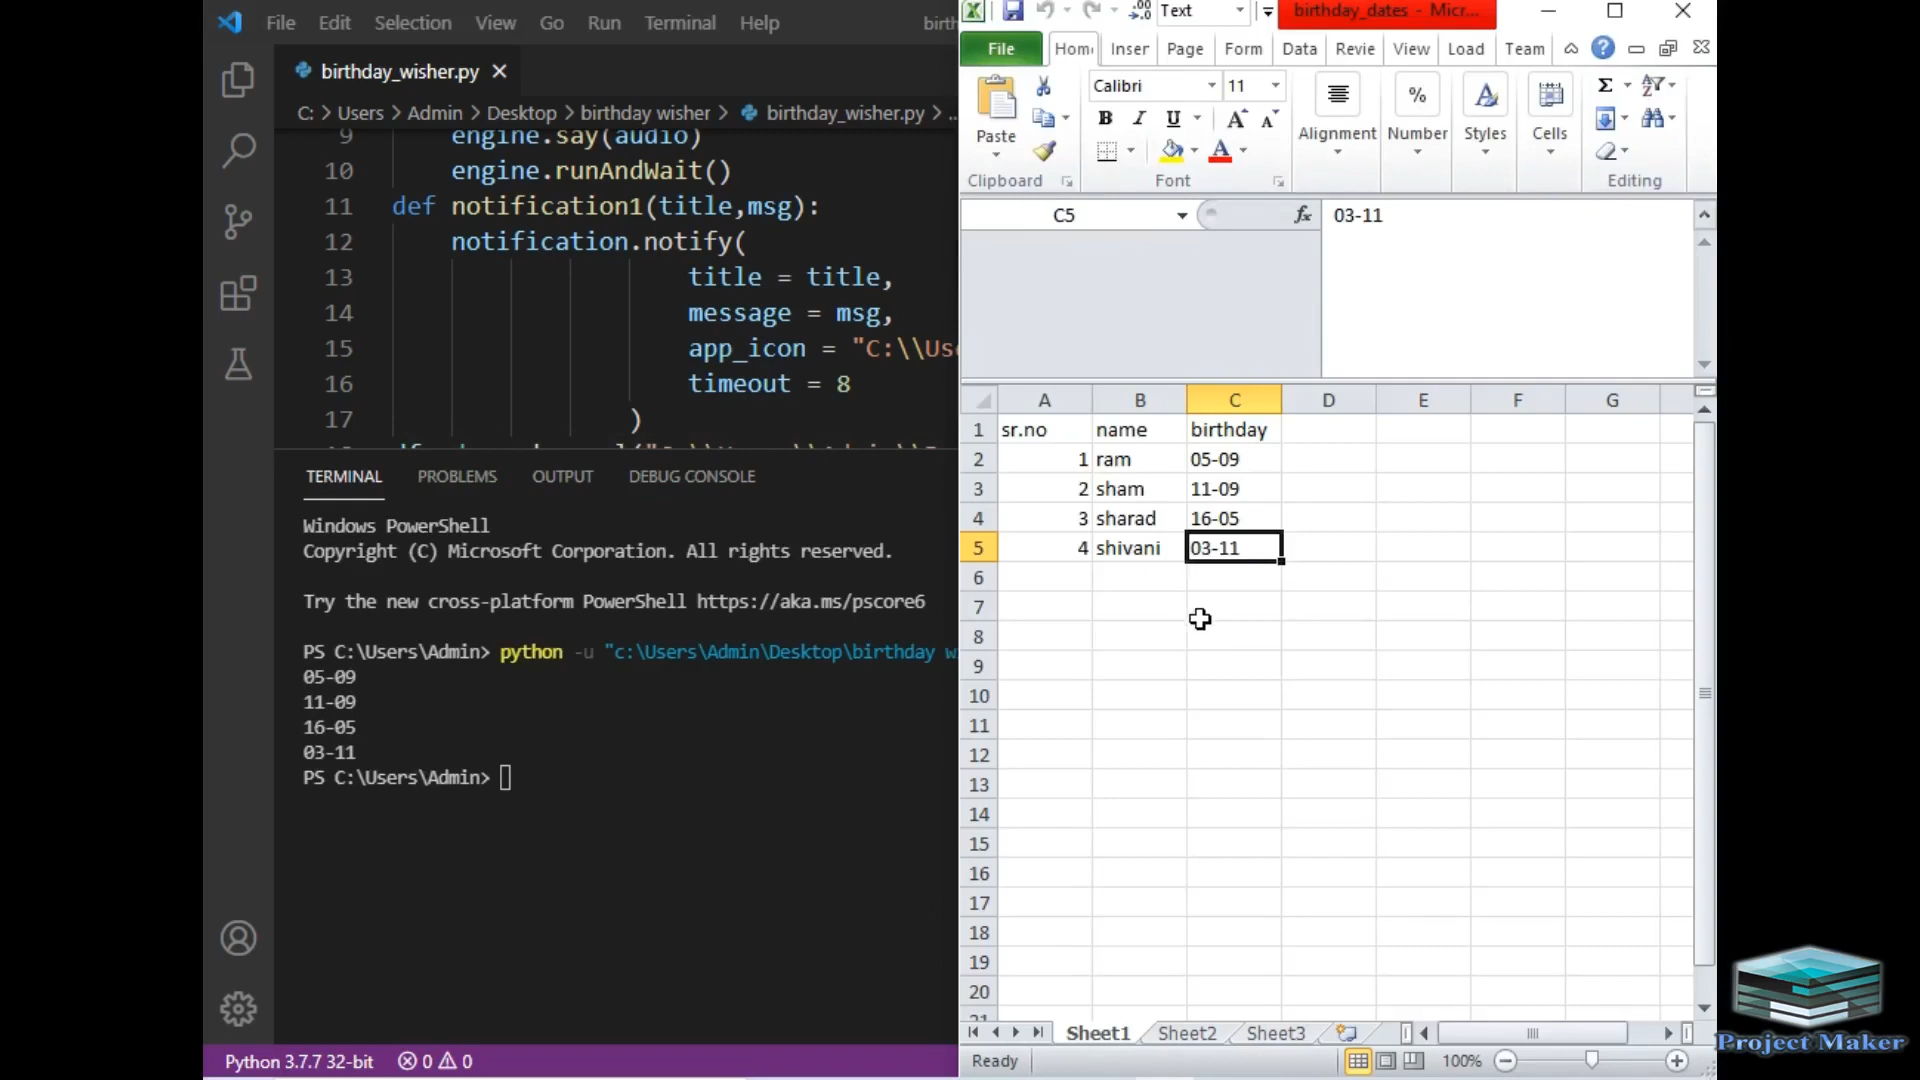 File Edit Selection View Go Run Terminal Help
birthday_wisher.py
C: > Users > Admin > Desktop > birthday wisher > birthday_wisher.py > ...
9 engine.say(audio)
10 engine.runAndWait()
11 def notification1(title,msg):
12 notification.notify(
13 title = title,
14 message = msg,
15 app_icon = "C:\\Us
16 timeout = 8
17 )
TERMINAL PROBLEMS OUTPUT DEBUG CONSOLE
Windows PowerShell
Copyright (C) Microsoft Corporation. All rights reserved.
Try the new cross-platform PowerShell https://aka.ms/pscore6
PS C:\Users\Admin> python -u "c:\Users\Admin\Desktop\birthday w
05-09
11-09
16-05
03-11
PS C:\Users\Admin>
Python 3.7.7 32-bit 0 0
Text
birthday_dates - Micr...
File Hom Inser Page Form Data Revie View Load Team
Calibri 11
Paste
Alignment Number Styles Cells
Clipboard Font Editing
C5 fx 03-11
A B C D E F G
1 sr.no name birthday
2 1 ram 05-09
3 2 sham 11-09
4 3 sharad 16-05
5 4 shivani 03-11
6
7
8
9
10
11
12
13
14
15
16
17
18
19
20
Sheet1 Sheet2 Sheet3
Ready 100%
Project Maker